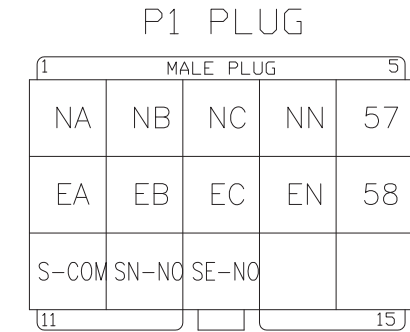 P1 PLUG
1 MALE PLUG 5
NA NB NC NN 57
EA EB EC EN 58
S-COM SN-NO SE-NO
11 15